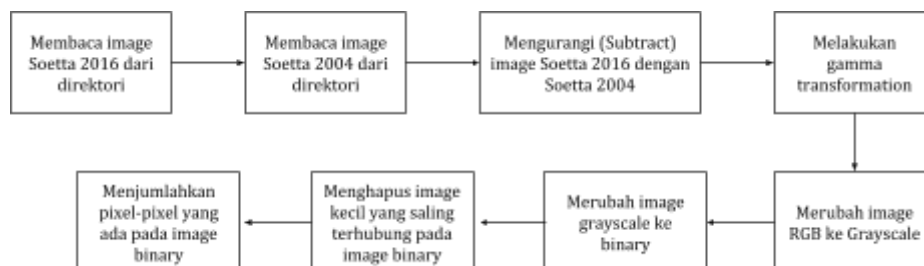 Membaca image
Soetta 2016 dari
direktori
Membaca image
Soetta 2004 dari
direktori
Mengurangi (Subtract)
image Soetta 2016 dengan
Soetta 2004
Melakukan
gamma
transformation
Merubah image
RGB ke Grayscale
Merubah image
grayscale ke
binary
Menghapus image
kecil yang saling
terhubung pada
image binary
Menjumlahkan
pixel-pixel yang
ada pada image
binary